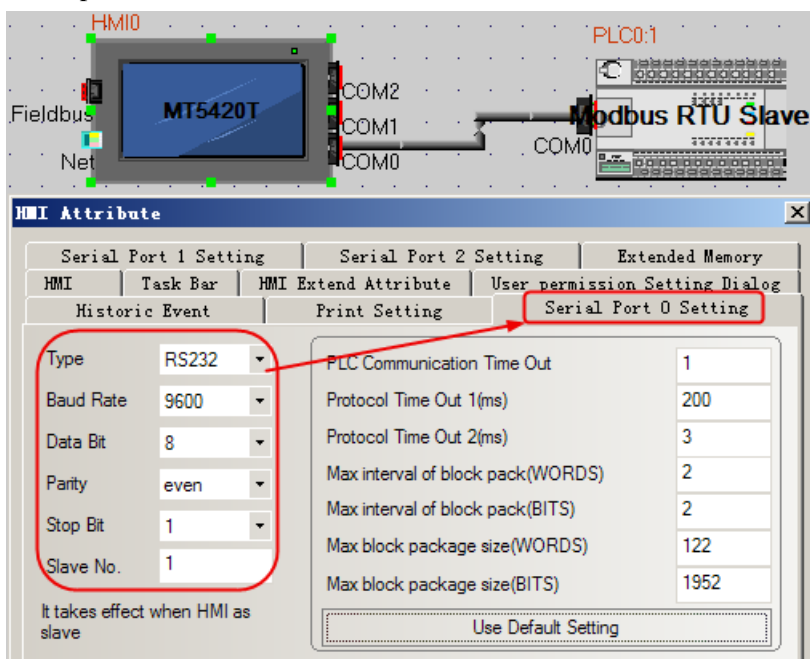 HMI0
PLC0:1
COM2
Fieldbus
MT5420T
Modbus RTU Slave
COM1
COM0
Net
COM0
HMI Attribute
Serial Port 1 Setting
Serial Port 2 Setting
Extended Memory
HMI
Task Bar
HMI Extend Attribute
User permission Setting Dialog
Historic Event
Print Setting
Serial Port 0 Setting
Type RS232
PLC Communication Time Out 1
Baud Rate 9600
Protocol Time Out 1(ms) 200
Data Bit 8
Protocol Time Out 2(ms) 3
Parity even
Max interval of block pack(WORDS) 2
Stop Bit 1
Max interval of block pack(BITS) 2
Slave No. 1
Max block package size(WORDS) 122
Max block package size(BITS) 1952
It takes effect when HMI as
slave
Use Default Setting